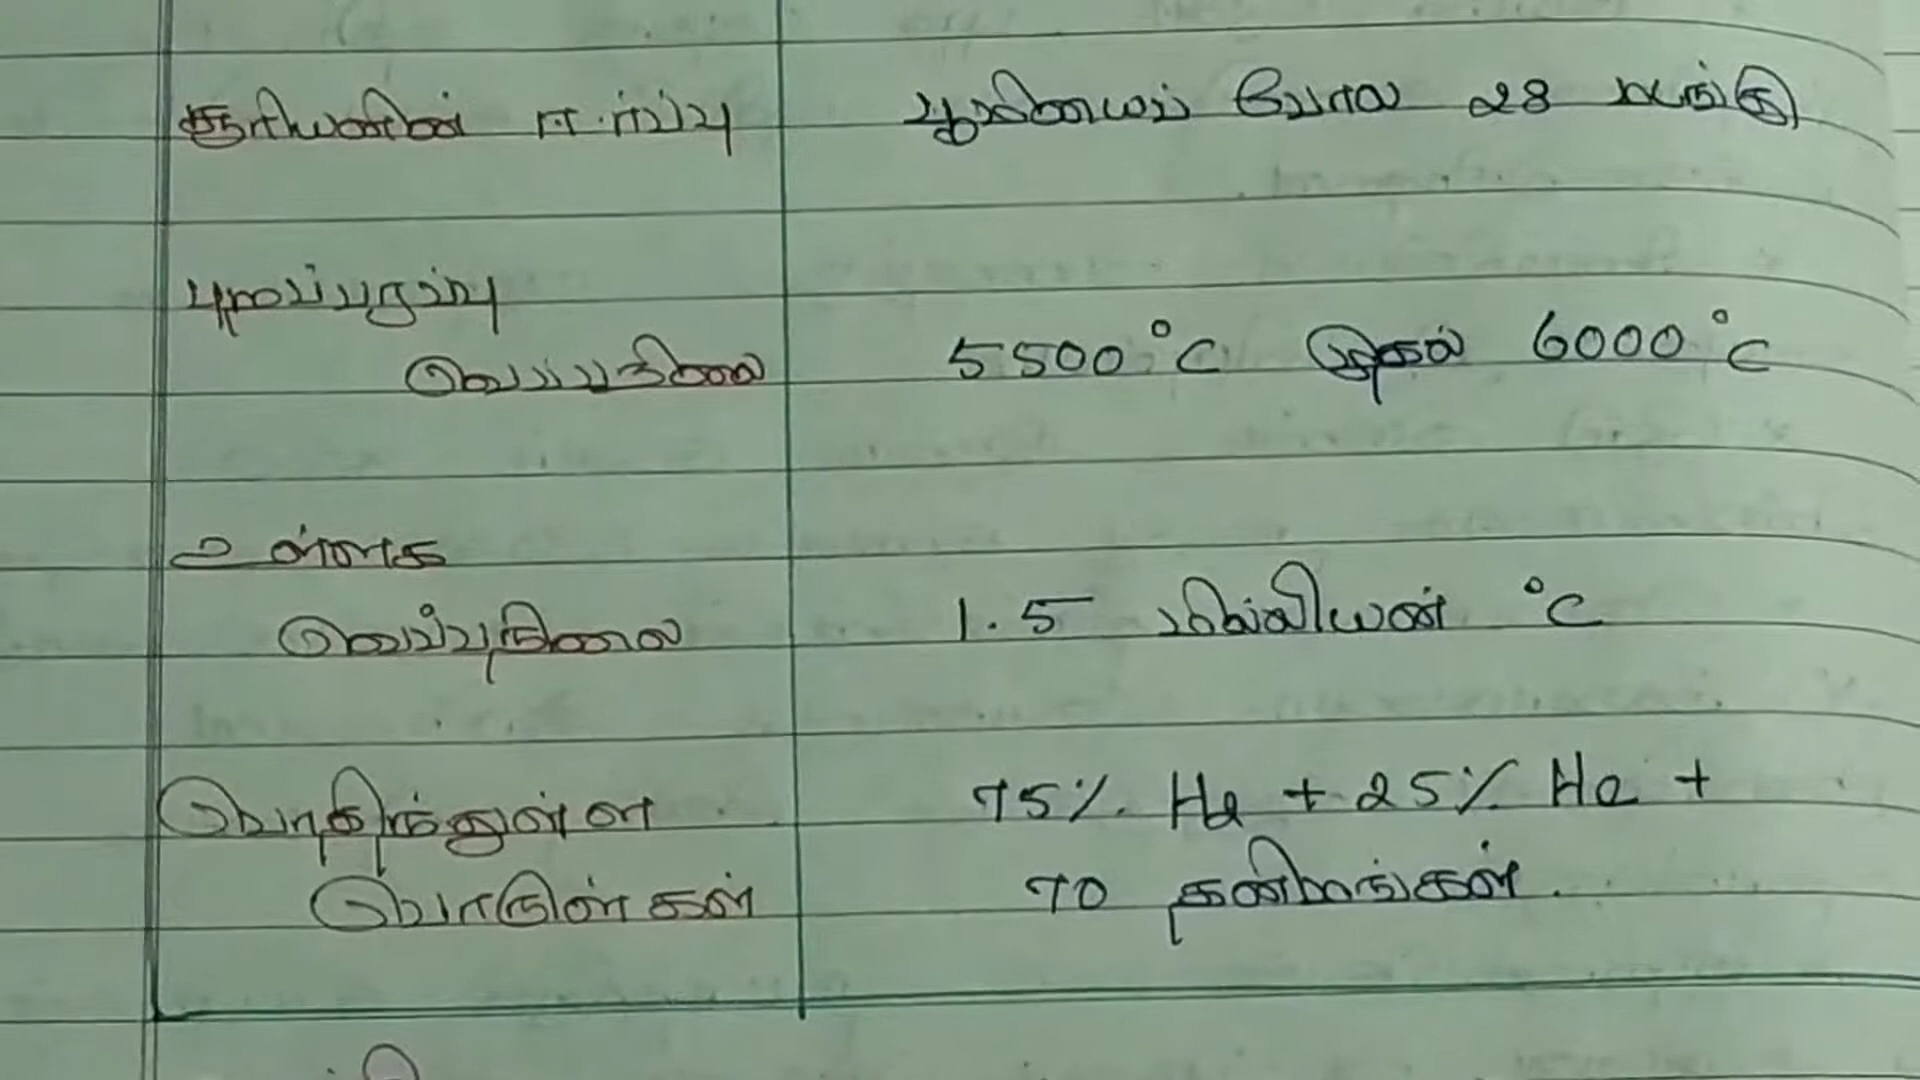 சூரியனின் ஈர்ப்பு பூமியைப் போல 28 மடங்கு
புறப்பரப்பு
வெப்பநிலை 5500°C முதல் 6000°C
உள்ளக
வெப்பநிலை 1.5 மில்லியன் °C
பொதிந்துள்ள 75% H2 + 25% He +
பொருள்கள் 70 தனிமங்கள்.